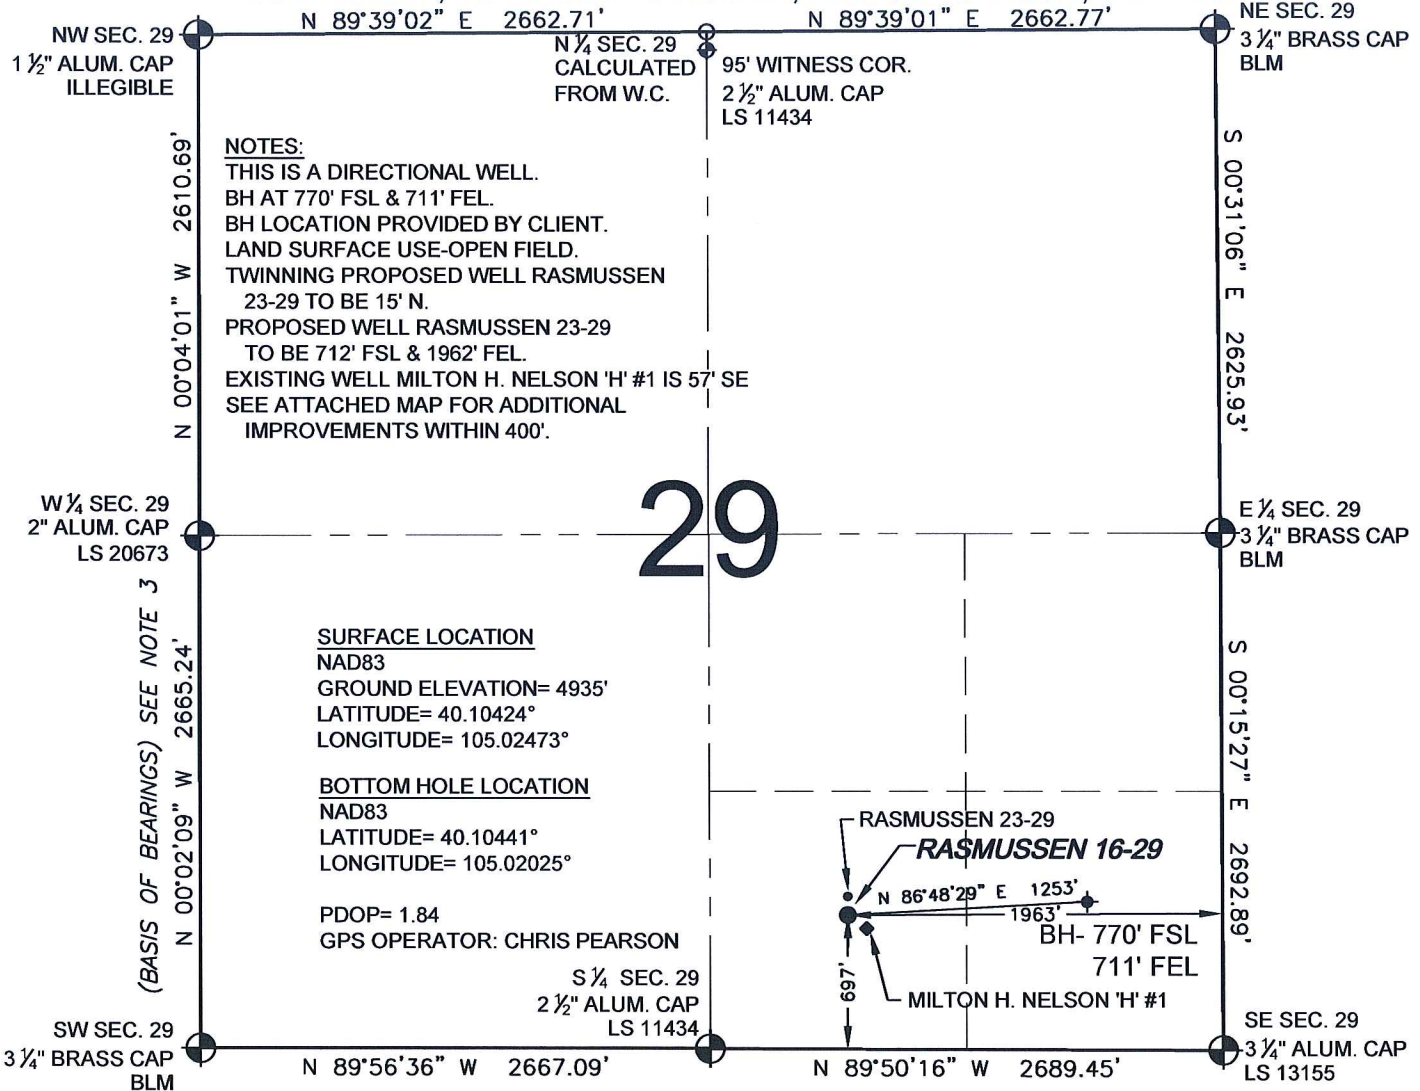 N 89°39'02" E 2662.71'
N 89°39'01" E 2662.77'
NW SEC. 29
1 ½" ALUM. CAP
ILLEGIBLE
N ¼ SEC. 29
CALCULATED
FROM W.C.
95' WITNESS COR.
2 ½" ALUM. CAP
LS 11434
NE SEC. 29
3 ¼" BRASS CAP
BLM
N 00°04'01" W 2610.69'
NOTES:
THIS IS A DIRECTIONAL WELL.
BH AT 770' FSL & 711' FEL.
BH LOCATION PROVIDED BY CLIENT.
LAND SURFACE USE-OPEN FIELD.
TWINNING PROPOSED WELL RASMUSSEN
23-29 TO BE 15' N.
PROPOSED WELL RASMUSSEN 23-29
TO BE 712' FSL & 1962' FEL.
EXISTING WELL MILTON H. NELSON 'H' #1 IS 57' SE
SEE ATTACHED MAP FOR ADDITIONAL
IMPROVEMENTS WITHIN 400'.
S 00°31'06" E 2625.93'
W ¼ SEC. 29
2" ALUM. CAP
LS 20673
29
E ¼ SEC. 29
3 ¼" BRASS CAP
BLM
(BASIS OF BEARINGS) SEE NOTE 3
N 00°02'09" W 2665.24'
SURFACE LOCATION
NAD83
GROUND ELEVATION= 4935'
LATITUDE= 40.10424°
LONGITUDE= 105.02473°
BOTTOM HOLE LOCATION
NAD83
LATITUDE= 40.10441°
LONGITUDE= 105.02025°
PDOP= 1.84
GPS OPERATOR: CHRIS PEARSON
S 00°15'27" E 2692.89'
RASMUSSEN 23-29
RASMUSSEN 16-29
N 86°48'29" E 1253'
1963'
BH- 770' FSL
711' FEL
697'
MILTON H. NELSON 'H' #1
S ¼ SEC. 29
2 ½" ALUM. CAP
LS 11434
SW SEC. 29
3 ¼" BRASS CAP
BLM
N 89°56'36" W 2667.09'
N 89°50'16" W 2689.45'
SE SEC. 29
3 ¼" ALUM. CAP
LS 13155